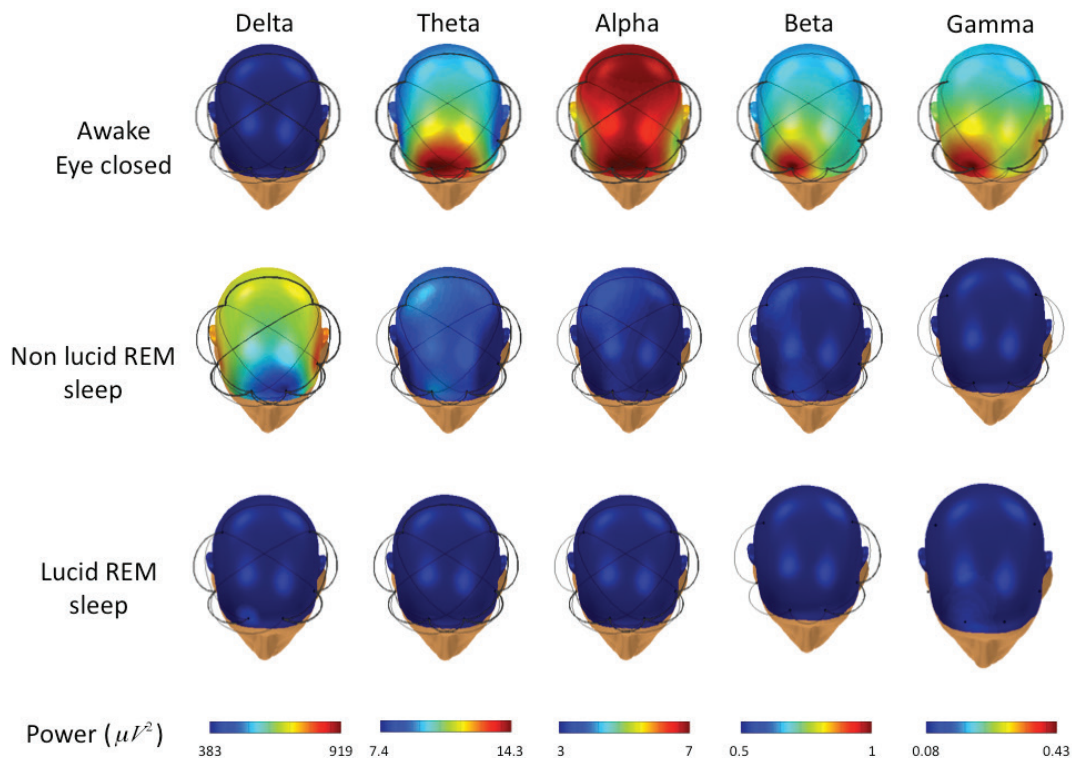 Delta Theta Alpha Beta Gamma
Awake
Eye closed
Non lucid REM
sleep
Lucid REM
sleep
Power (μV²)
383 919 7.4 14.3 3 7 0.5 1 0.08 0.43